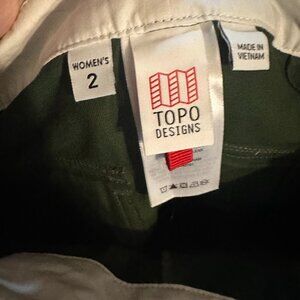 WOMEN'S
2
TOPO
DESIGNS
MADE IN
VIETNAM